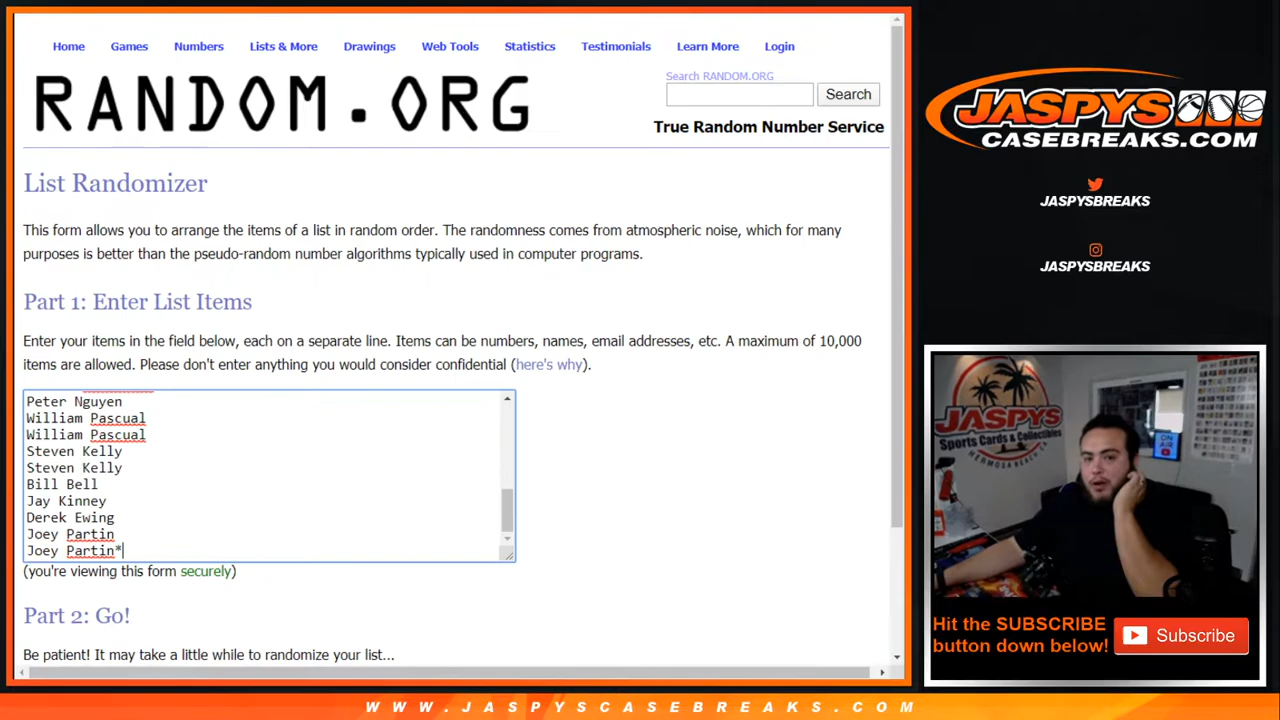 Home Games Numbers Lists & More Drawings Web Tools Statistics Testimonials Learn More Login
RANDOM.ORG
Search RANDOM.ORG
Search
True Random Number Service
List Randomizer
This form allows you to arrange the items of a list in random order. The randomness comes from atmospheric noise, which for many
purposes is better than the pseudo-random number algorithms typically used in computer programs.
Part 1: Enter List Items
Enter your items in the field below, each on a separate line. Items can be numbers, names, email addresses, etc. A maximum of 10,000
items are allowed. Please don't enter anything you would consider confidential (here's why).
Peter Nguyen
William Pascual
William Pascual
Steven Kelly
Steven Kelly
Bill Bell
Jay Kinney
Derek Ewing
Joey Partin
Joey Partin*
(you're viewing this form securely)
Part 2: Go!
Be patient! It may take a little while to randomize your list...
JASPYS
CASEBREAKS.COM
JASPYSBREAKS
JASPYSBREAKS
JASPYS
Sports Cards & Collectibles
HERMOSA BEACH, CA
ON
AIR
Hit the SUBSCRIBE
button down below!
Subscribe
WWW.JASPYSCASEBREAKS.COM